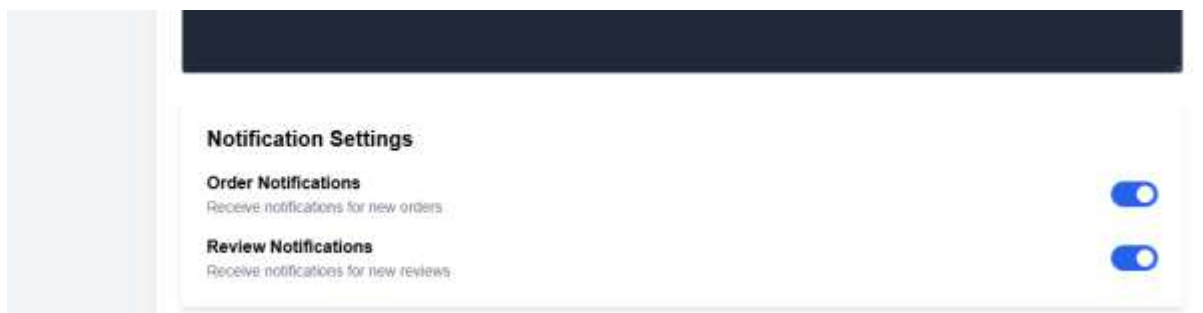 Notification Settings
Order Notifications
Receive notifications for new orders
Review Notifications
Receive notifications for new reviews